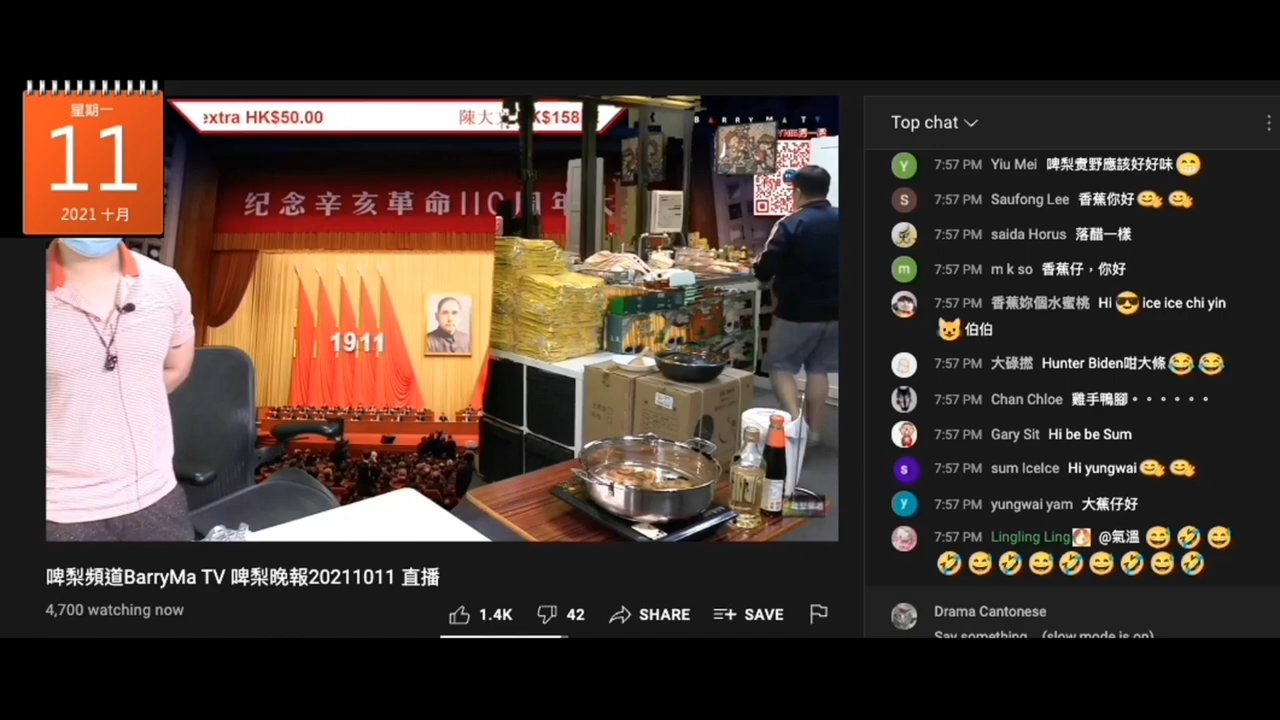 星期一
11
2021 十月
extra HK$50.00
陳大
K$158
BARRYMATV
纪念辛亥革命110周年大
1911
啤梨頻道BarryMa TV 啤梨晚報20211011 直播
4,700 watching now
1.4K
42
SHARE
SAVE
Top chat
Y
7:57 PM Yiu Mei 啤梨賣野應該好好味😁
S
7:57 PM Saufong Lee 香蕉你好
7:57 PM saida Horus 落醋一樣
m
7:57 PM m k so 香蕉仔，你好
7:57 PM 香蕉妳個水蜜桃 Hi 😎 ice ice chi yin
😺 伯伯
7:57 PM 大碌撚 Hunter Biden咁大條😂😂
7:57 PM Chan Chloe 雞手鴨腳。。。。。。
7:57 PM Gary Sit Hi be be Sum
s
7:57 PM sum IceIce Hi yungwai
y
7:57 PM yungwai yam 大蕉仔好
7:57 PM Lingling Ling @氣溫 😅🤣😅
🤣😅🤣😅🤣😅🤣😅🤣
Drama Cantonese
Say something... (slow mode is on)